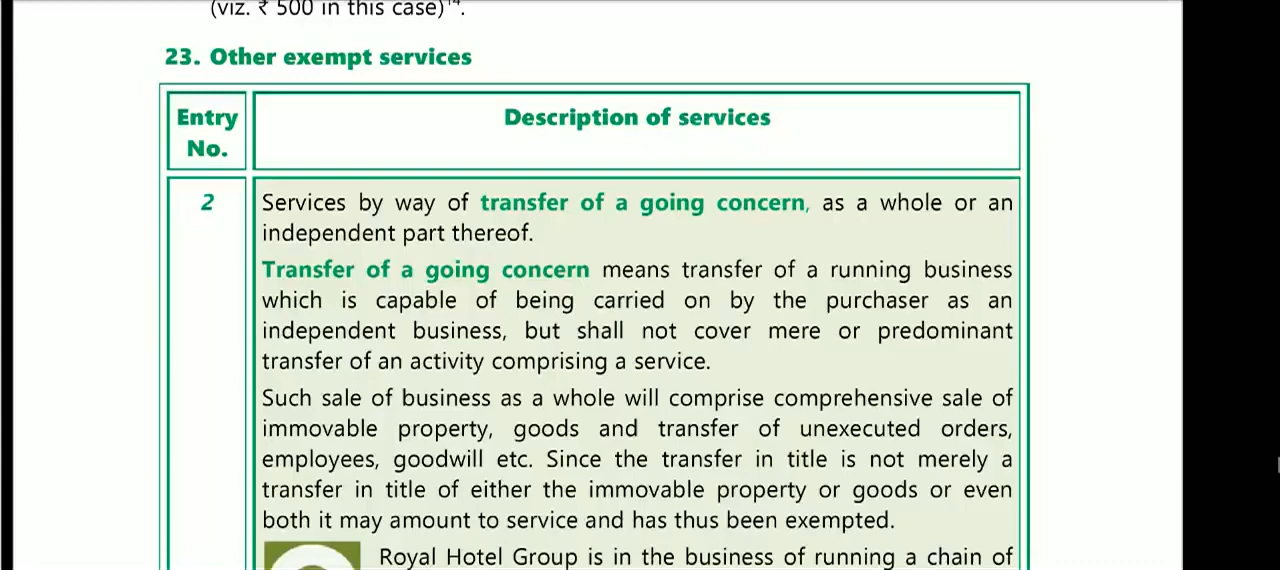 (viz. ₹ 500 in this case)¹⁴.
23. Other exempt services
Entry No.
Description of services
2
Services by way of transfer of a going concern, as a whole or an
independent part thereof.
Transfer of a going concern means transfer of a running business
which is capable of being carried on by the purchaser as an
independent business, but shall not cover mere or predominant
transfer of an activity comprising a service.
Such sale of business as a whole will comprise comprehensive sale of
immovable property, goods and transfer of unexecuted orders,
employees, goodwill etc. Since the transfer in title is not merely a
transfer in title of either the immovable property or goods or even
both it may amount to service and has thus been exempted.
Royal Hotel Group is in the business of running a chain of